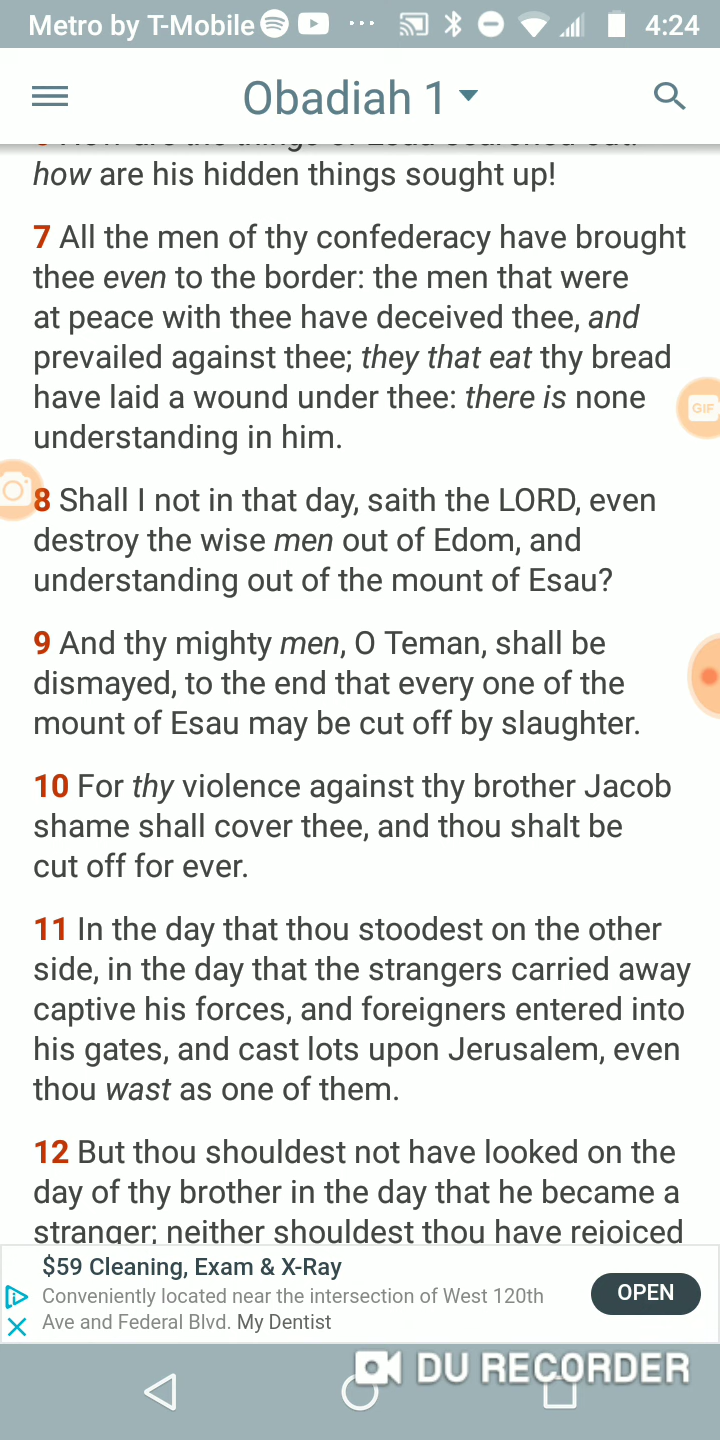 Metro by T-Mobile ... 4:24
Obadiah 1
how are his hidden things sought up!
7 All the men of thy confederacy have brought
thee even to the border: the men that were
at peace with thee have deceived thee, and
prevailed against thee; they that eat thy bread
have laid a wound under thee: there is none
understanding in him.
GIF
8 Shall I not in that day, saith the LORD, even
destroy the wise men out of Edom, and
understanding out of the mount of Esau?
9 And thy mighty men, O Teman, shall be
dismayed, to the end that every one of the
mount of Esau may be cut off by slaughter.
10 For thy violence against thy brother Jacob
shame shall cover thee, and thou shalt be
cut off for ever.
11 In the day that thou stoodest on the other
side, in the day that the strangers carried away
captive his forces, and foreigners entered into
his gates, and cast lots upon Jerusalem, even
thou wast as one of them.
12 But thou shouldest not have looked on the
day of thy brother in the day that he became a
stranger; neither shouldest thou have rejoiced
$59 Cleaning, Exam & X-Ray
Conveniently located near the intersection of West 120th
Ave and Federal Blvd. My Dentist
OPEN
DU RECORDER